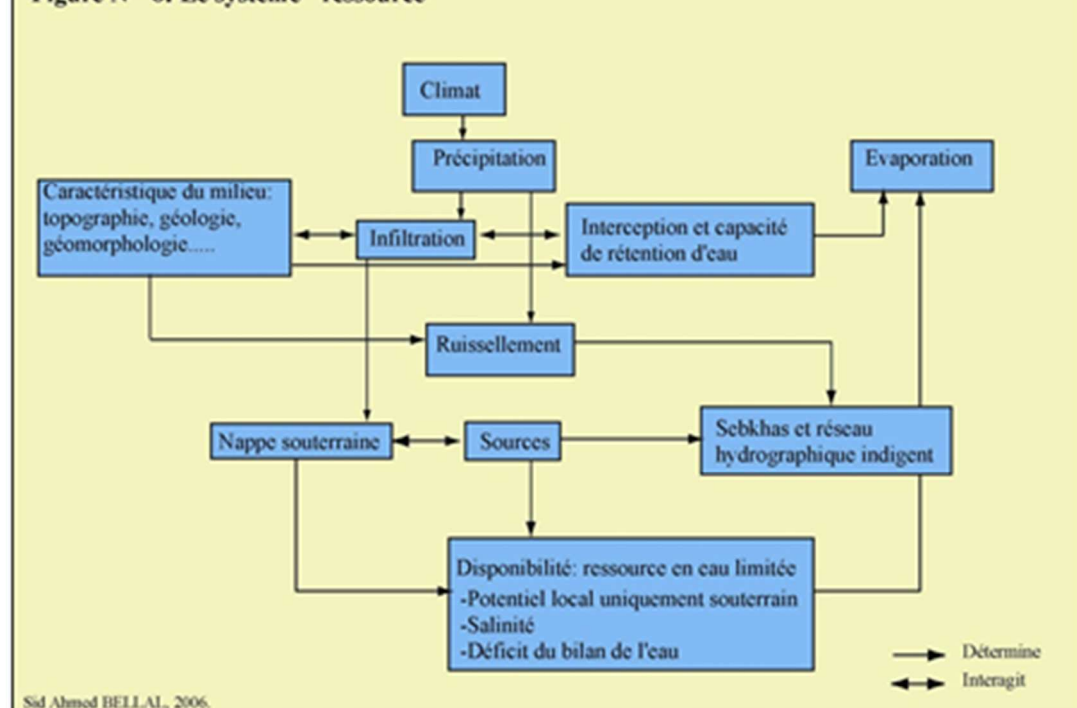 Climat
Précipitation
Evaporation
Caractéristique du milieu:
topographie, géologie,
géomorphologie.....
Infiltration
Interception et capacité
de rétention d'eau
Ruissellement
Nappe souterraine
Sources
Sebkhas et réseau
hydrographique indigent
Disponibilité: ressource en eau limitée
-Potentiel local uniquement souterrain
-Salinité
-Déficit du bilan de l'eau
Détermine
Interagit
Sid Ahmed BELLAL, 2006.